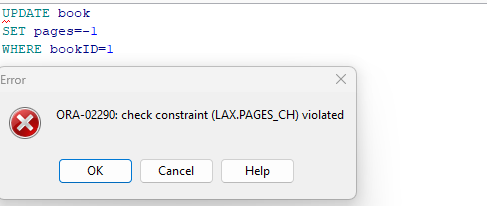 UPDATE book
SET pages=-1
WHERE bookID=1
Error
ORA-02290: check constraint (LAX.PAGES_CH) violated
OK
Cancel
Help